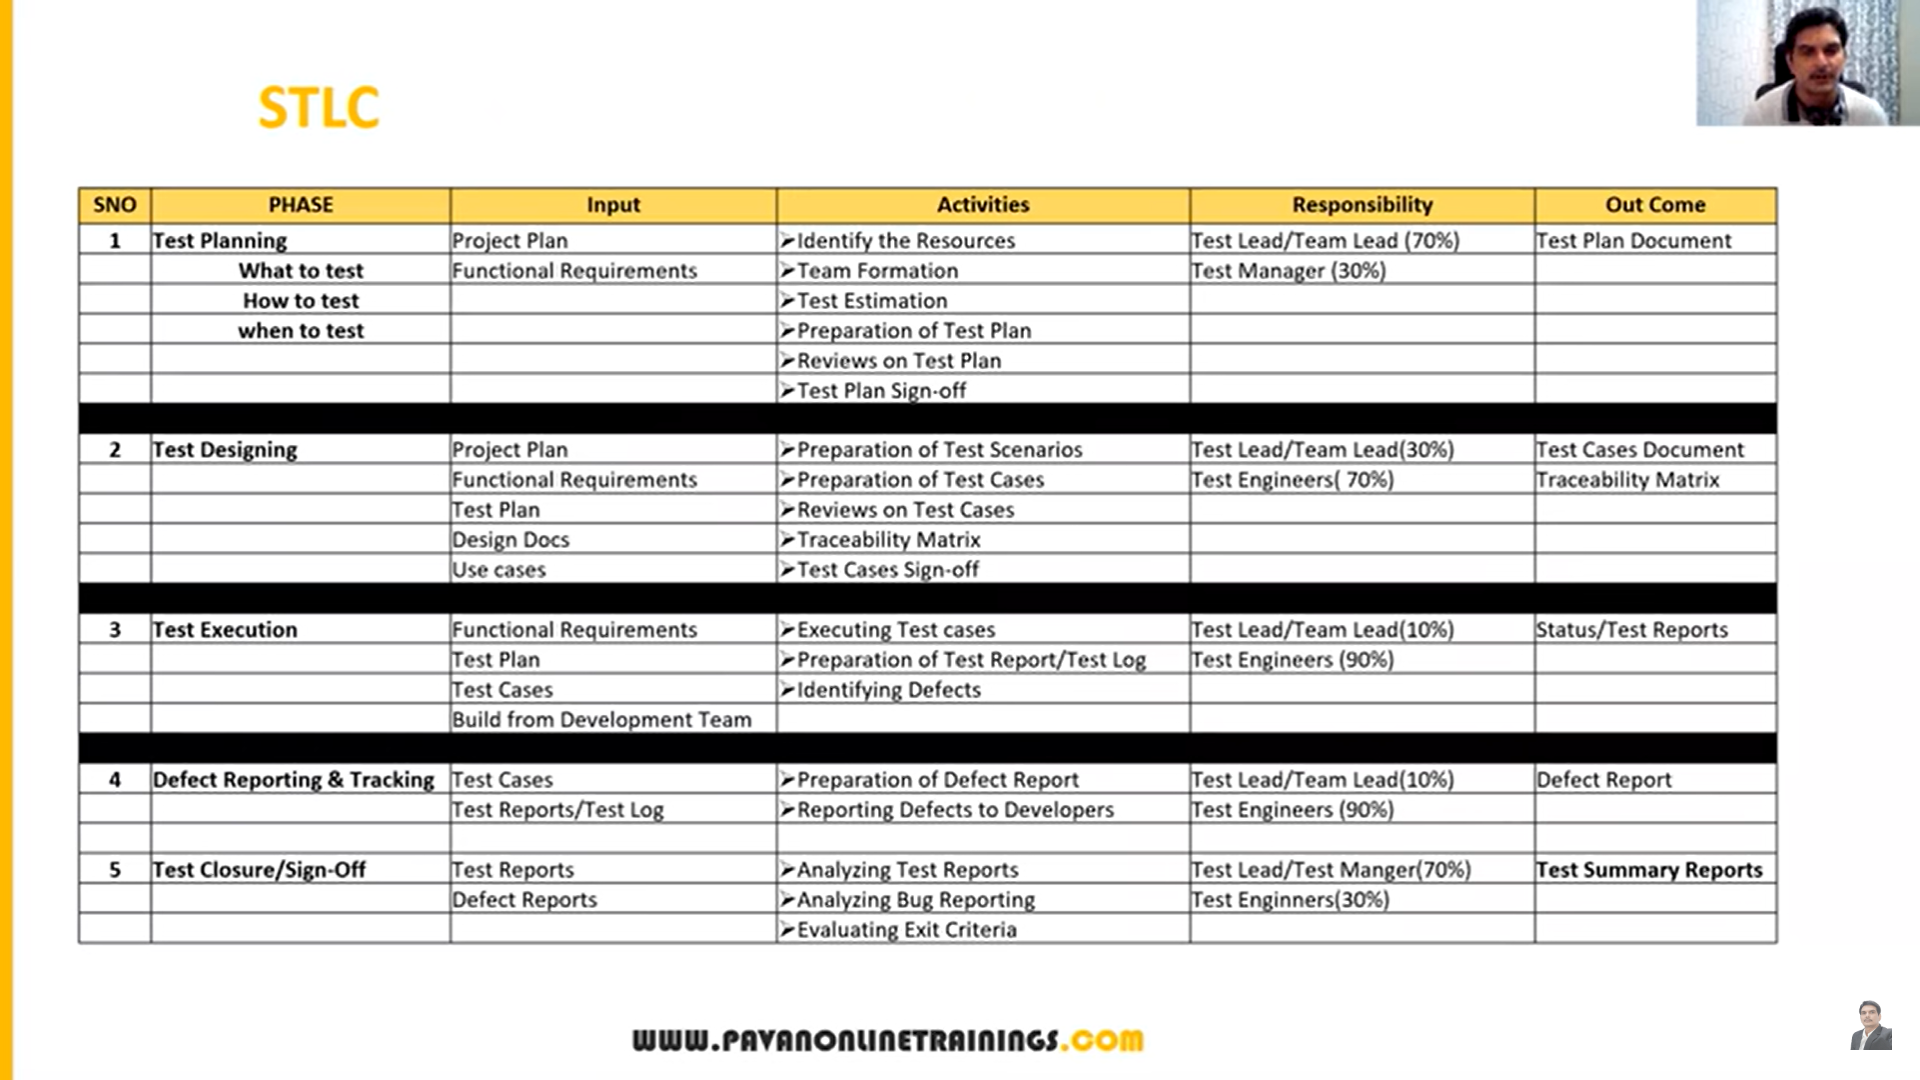 STLC
SNO PHASE Input Activities Responsibility Out Come
1 Test Planning Project Plan ➢Identify the Resources Test Lead/Team Lead (70%) Test Plan Document
What to test Functional Requirements ➢Team Formation Test Manager (30%)
How to test ➢Test Estimation
when to test ➢Preparation of Test Plan
➢Reviews on Test Plan
➢Test Plan Sign-off
2 Test Designing Project Plan ➢Preparation of Test Scenarios Test Lead/Team Lead(30%) Test Cases Document
Functional Requirements ➢Preparation of Test Cases Test Engineers( 70%) Traceability Matrix
Test Plan ➢Reviews on Test Cases
Design Docs ➢Traceability Matrix
Use cases ➢Test Cases Sign-off
3 Test Execution Functional Requirements ➢Executing Test cases Test Lead/Team Lead(10%) Status/Test Reports
Test Plan ➢Preparation of Test Report/Test Log Test Engineers (90%)
Test Cases ➢Identifying Defects
Build from Development Team
4 Defect Reporting & Tracking Test Cases ➢Preparation of Defect Report Test Lead/Team Lead(10%) Defect Report
Test Reports/Test Log ➢Reporting Defects to Developers Test Engineers (90%)
5 Test Closure/Sign-Off Test Reports ➢Analyzing Test Reports Test Lead/Test Manger(70%) Test Summary Reports
Defect Reports ➢Analyzing Bug Reporting Test Enginners(30%)
➢Evaluating Exit Criteria
WWW.PAVANONLINETRAININGS.COM